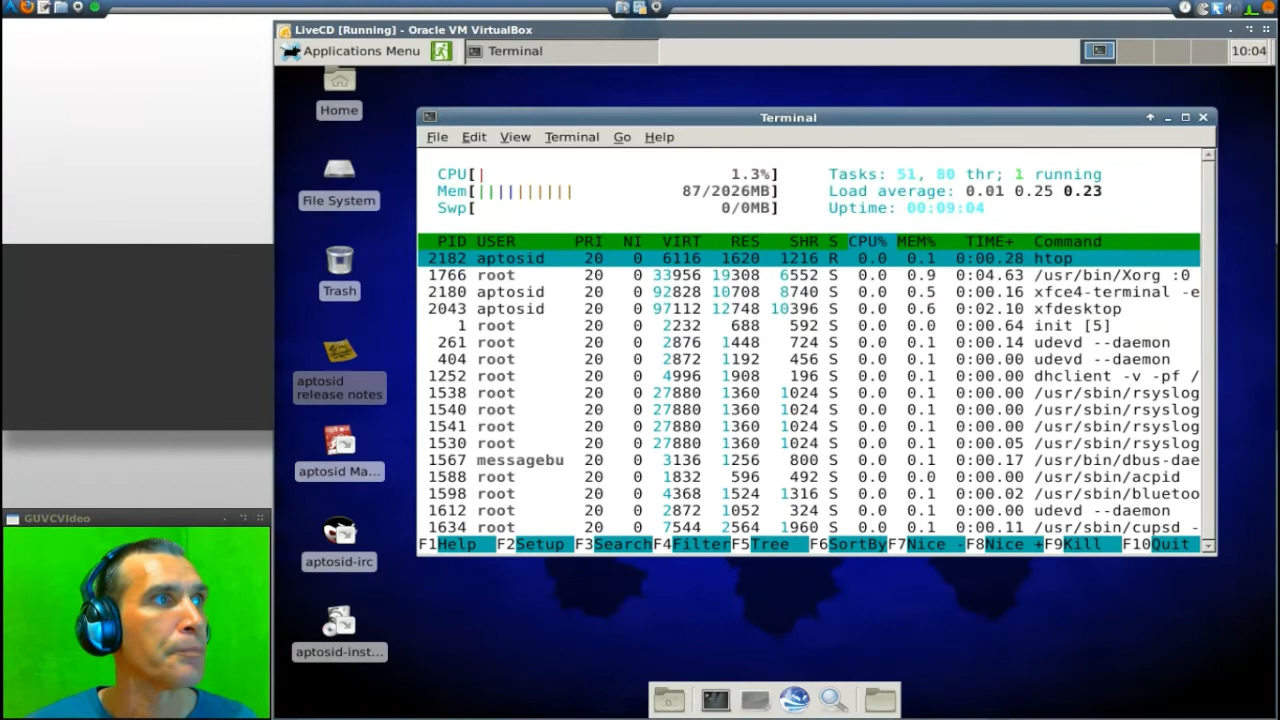 LiveCD [Running] - Oracle VM VirtualBox
Applications Menu Terminal 10:04
Home
File System
Trash
aptosid
release notes
aptosid Ma...
aptosid-irc
aptosid-inst...
Terminal
File Edit View Terminal Go Help
CPU[| 1.3%] Tasks: 51, 80 thr; 1 running
Mem[|||||||||| 87/2026MB] Load average: 0.01 0.25 0.23
Swp[ 0/0MB] Uptime: 00:09:04
PID USER PRI NI VIRT RES SHR S CPU% MEM% TIME+ Command
2182 aptosid 20 0 6116 1620 1216 R 0.0 0.1 0:00.28 htop
1766 root 20 0 33956 19308 6552 S 0.0 0.9 0:04.63 /usr/bin/Xorg :0
2180 aptosid 20 0 92828 10708 8740 S 0.0 0.5 0:00.16 xfce4-terminal -e
2043 aptosid 20 0 97112 12748 10396 S 0.0 0.6 0:02.10 xfdesktop
1 root 20 0 2232 688 592 S 0.0 0.0 0:00.64 init [5]
261 root 20 0 2876 1448 724 S 0.0 0.1 0:00.14 udevd --daemon
404 root 20 0 2872 1192 456 S 0.0 0.1 0:00.00 udevd --daemon
1252 root 20 0 4996 1908 196 S 0.0 0.1 0:00.00 dhclient -v -pf /
1538 root 20 0 27880 1360 1024 S 0.0 0.1 0:00.00 /usr/sbin/rsyslog
1540 root 20 0 27880 1360 1024 S 0.0 0.1 0:00.00 /usr/sbin/rsyslog
1541 root 20 0 27880 1360 1024 S 0.0 0.1 0:00.00 /usr/sbin/rsyslog
1530 root 20 0 27880 1360 1024 S 0.0 0.1 0:00.05 /usr/sbin/rsyslog
1567 messagebu 20 0 3136 1256 800 S 0.0 0.1 0:00.17 /usr/bin/dbus-dae
1588 root 20 0 1832 596 492 S 0.0 0.0 0:00.00 /usr/sbin/acpid
1598 root 20 0 4368 1524 1316 S 0.0 0.1 0:00.02 /usr/sbin/bluetoo
1612 root 20 0 2872 1052 324 S 0.0 0.1 0:00.00 udevd --daemon
1634 root 20 0 7544 2564 1960 S 0.0 0.1 0:00.11 /usr/sbin/cupsd -
F1Help F2Setup F3SearchF4FilterF5Tree F6SortByF7Nice -F8Nice +F9Kill F10Quit
GUVCVideo